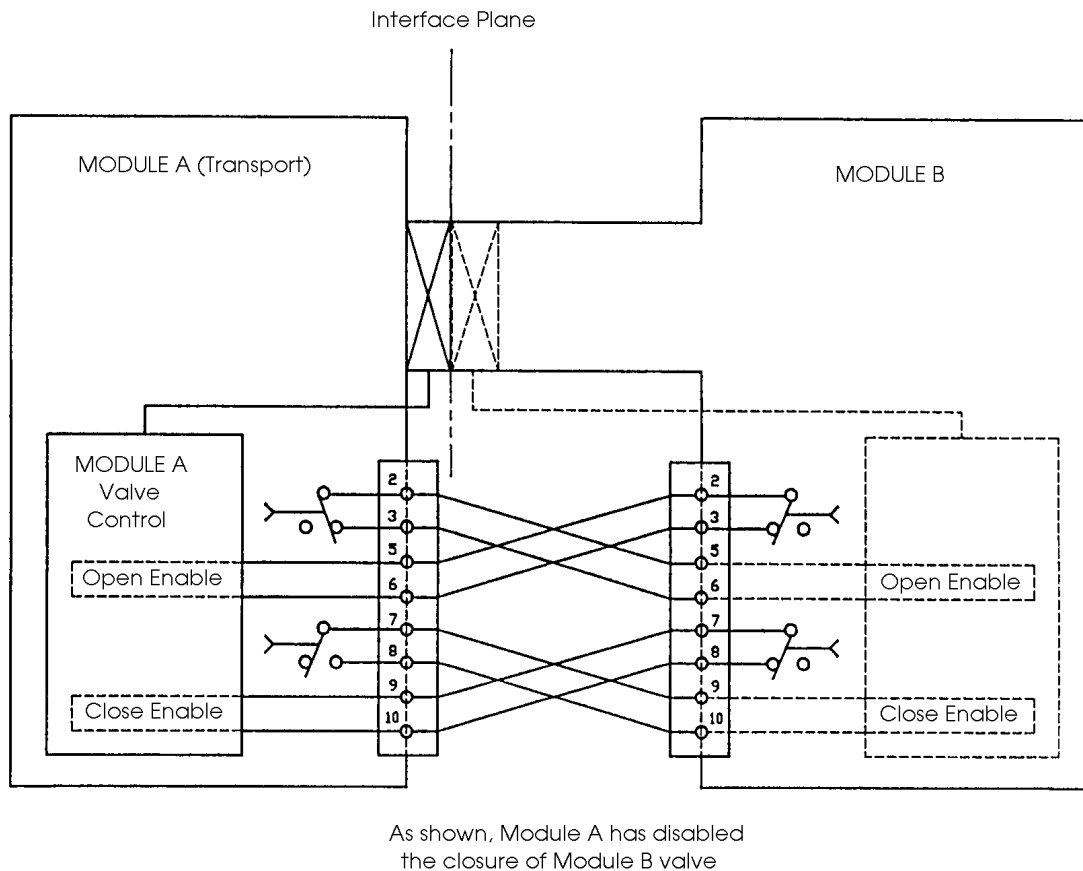 Interface Plane
MODULE A (Transport)
MODULE B
MODULE A
Valve
Control
2
3
5
6
7
8
9
10
Open Enable
Close Enable
2
3
5
6
7
8
9
10
Open Enable
Close Enable
As shown, Module A has disabled
the closure of Module B valve